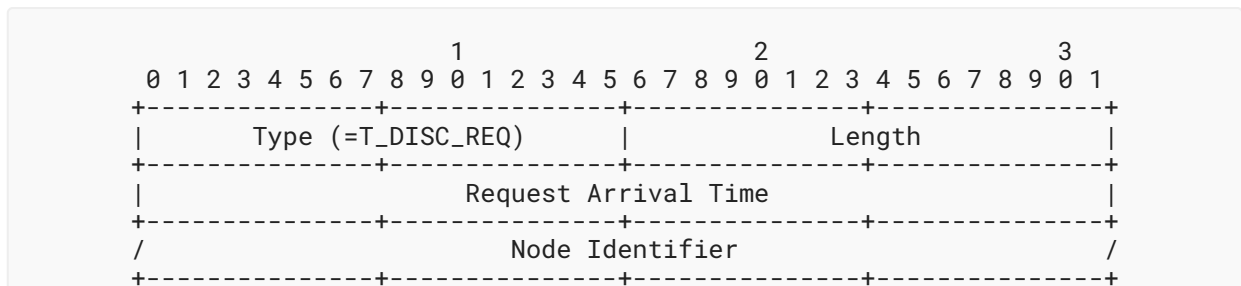 1 2 3
0 1 2 3 4 5 6 7 8 9 0 1 2 3 4 5 6 7 8 9 0 1 2 3 4 5 6 7 8 9 0 1
+---------------+---------------+---------------+---------------+
| Type (=T_DISC_REQ) | Length |
+---------------+---------------+---------------+---------------+
| Request Arrival Time |
+---------------+---------------+---------------+---------------+
/ Node Identifier /
+---------------+---------------+---------------+---------------+